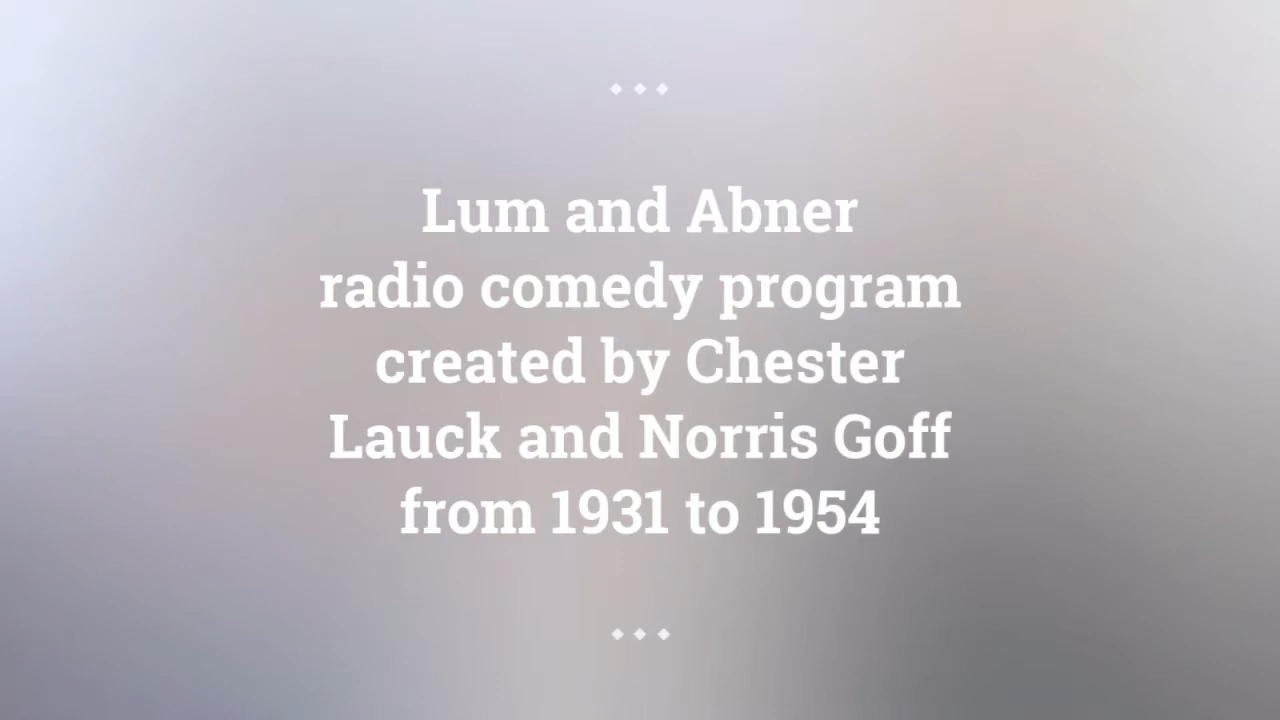 Lum and Abner
radio comedy program
created by Chester
Lauck and Norris Goff
from 1931 to 1954